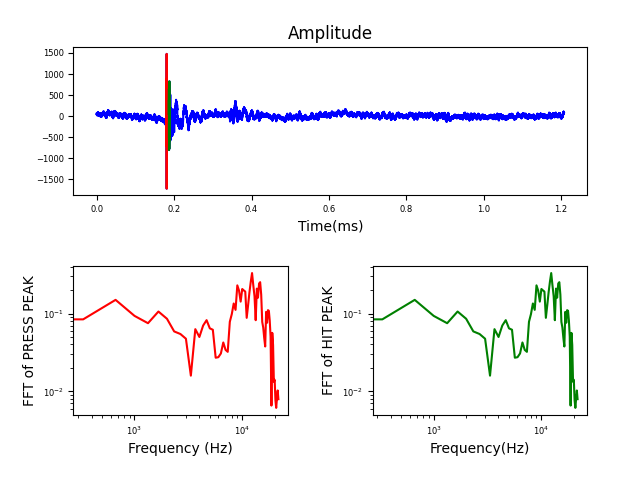 Amplitude
1500
1000
500
0
−500
−1000
−1500
0.0 0.2 0.4 0.6 0.8 1.0 1.2
Time(ms)
FFT of PRESS PEAK
10⁻¹
10⁻²
10³ 10⁴
Frequency (Hz)
FFT of HIT PEAK
10⁻¹
10⁻²
10³ 10⁴
Frequency(Hz)